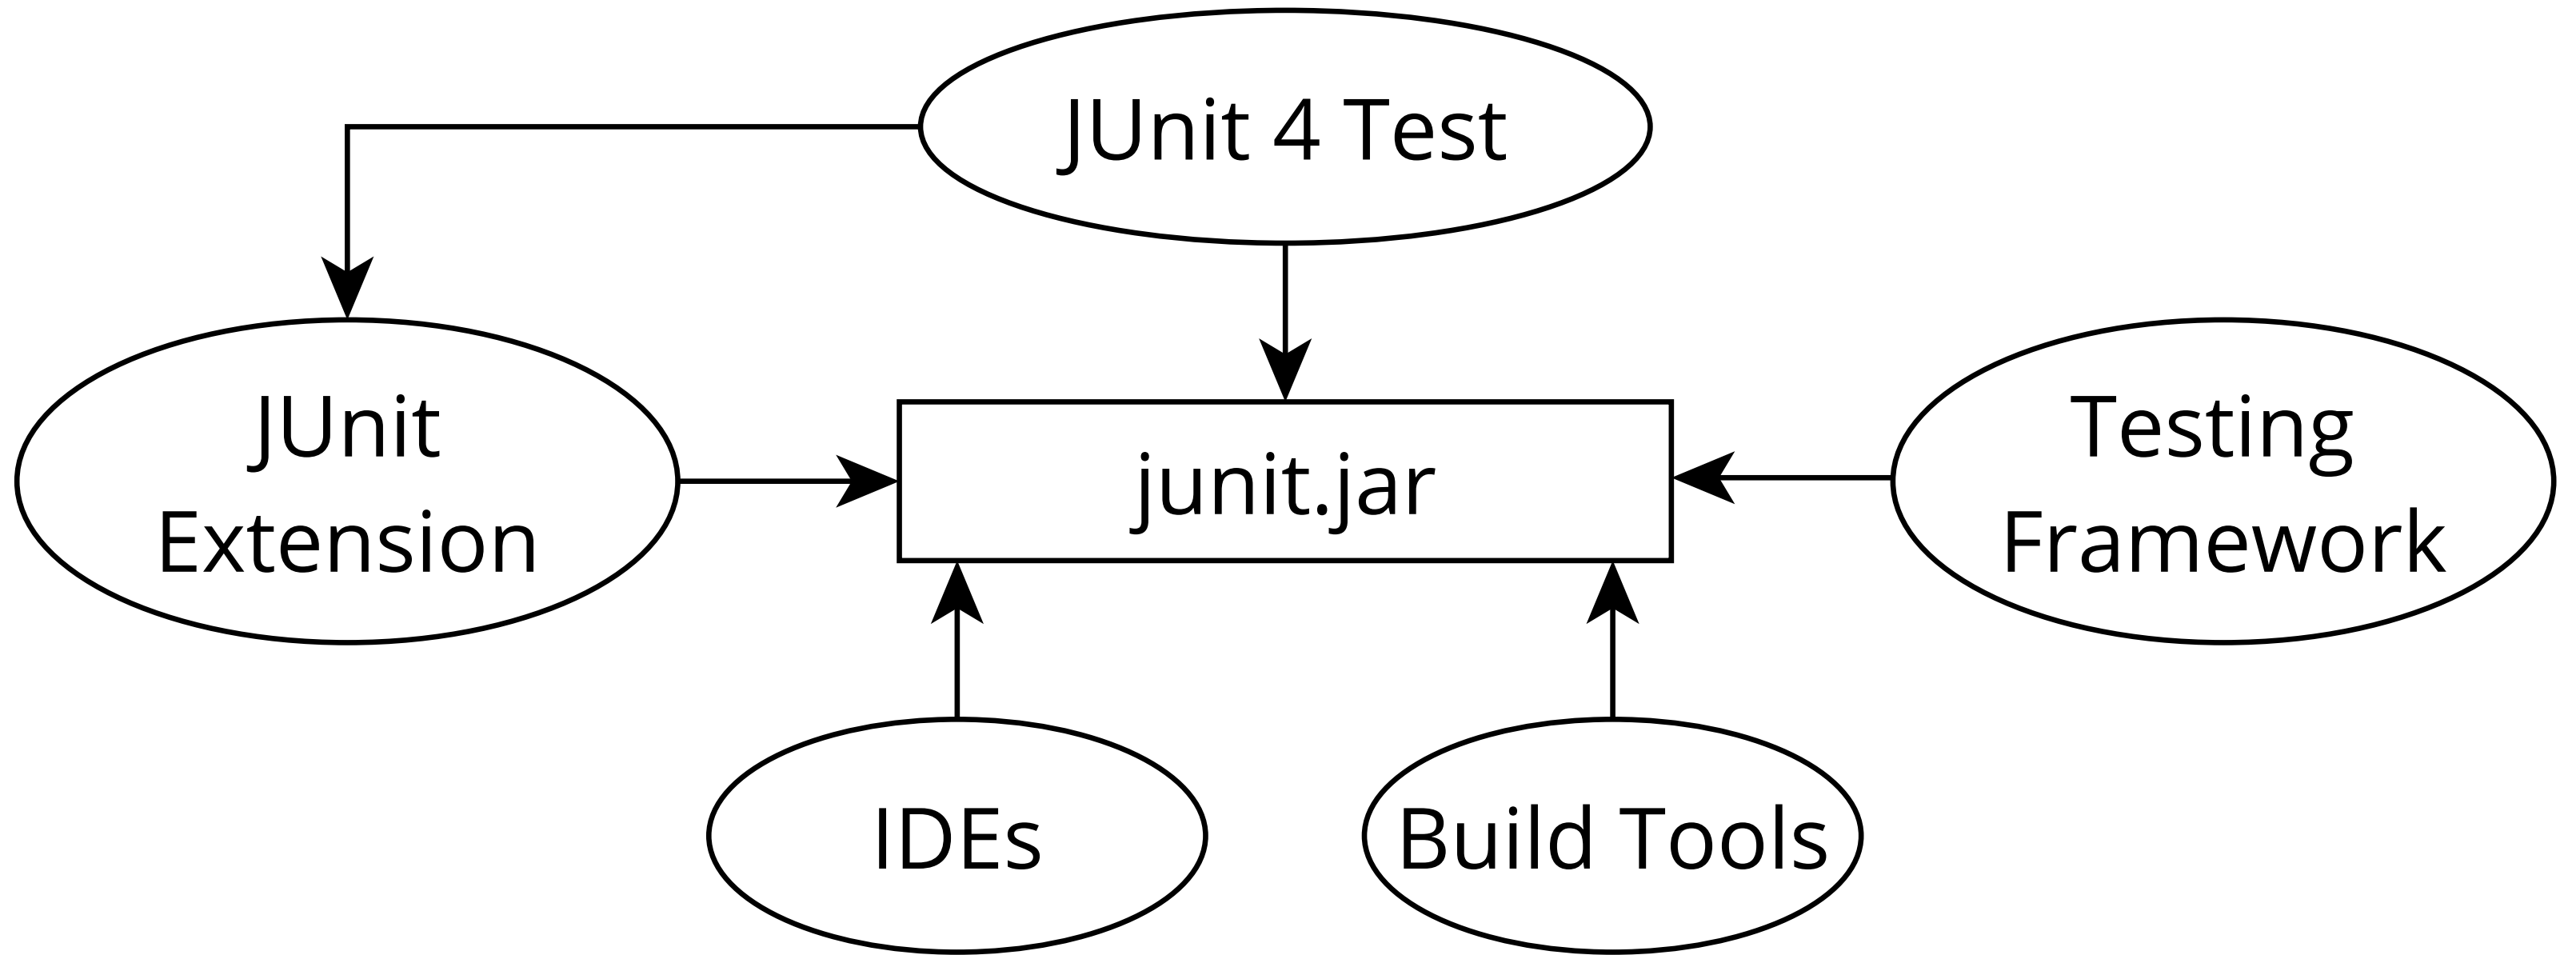 JUnit 4 Test
JUnit
Extension
junit.jar
Testing
Framework
IDEs
Build Tools